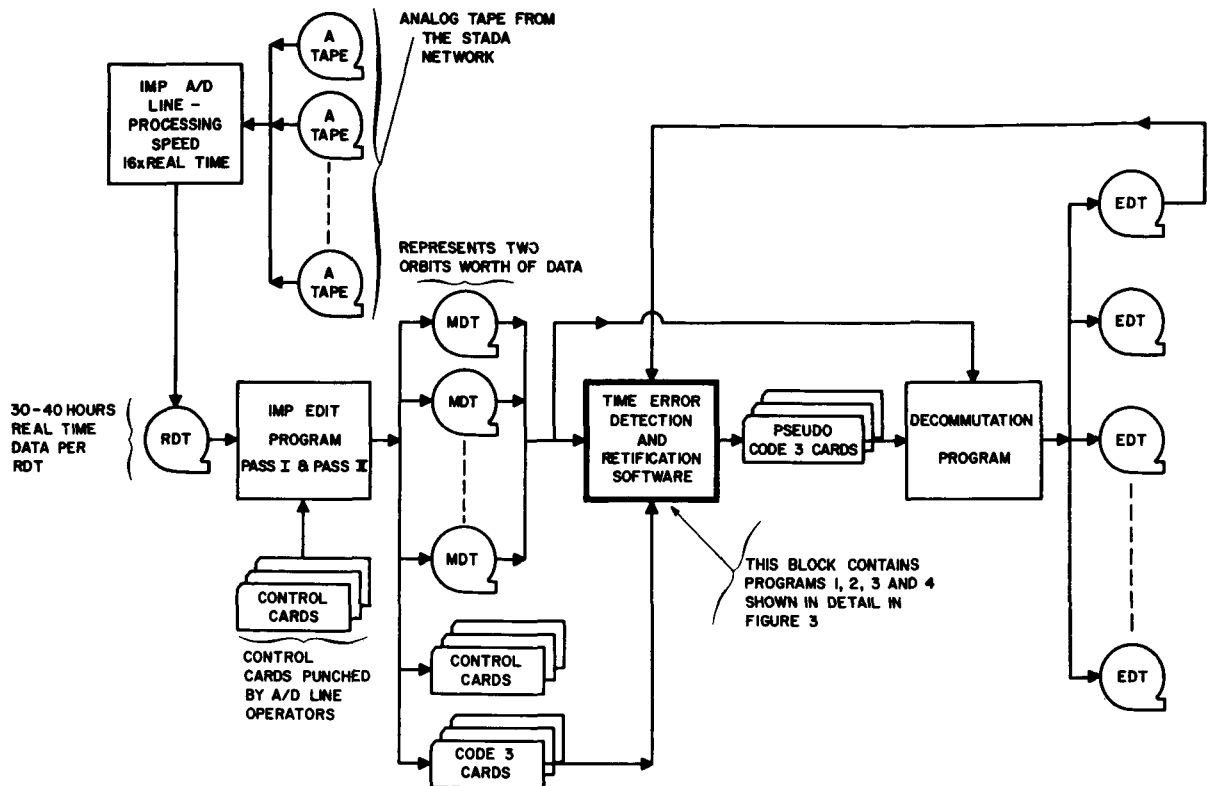 ANALOG TAPE FROM
THE STADA
NETWORK
A
TAPE
A
TAPE
A
TAPE
IMP A/D
LINE -
PROCESSING
SPEED
16xREAL TIME
REPRESENTS TWO
ORBITS WORTH OF DATA
30-40 HOURS
REAL TIME
DATA PER
RDT
RDT
IMP EDIT
PROGRAM
PASS I & PASS II
CONTROL
CARDS
CONTROL
CARDS PUNCHED
BY A/D LINE
OPERATORS
MDT
MDT
MDT
CONTROL
CARDS
CODE 3
CARDS
TIME ERROR
DETECTION
AND
RETIFICATION
SOFTWARE
THIS BLOCK CONTAINS
PROGRAMS 1, 2, 3 AND 4
SHOWN IN DETAIL IN
FIGURE 3
PSEUDO
CODE 3 CARDS
DECOMMUTATION
PROGRAM
EDT
EDT
EDT
EDT